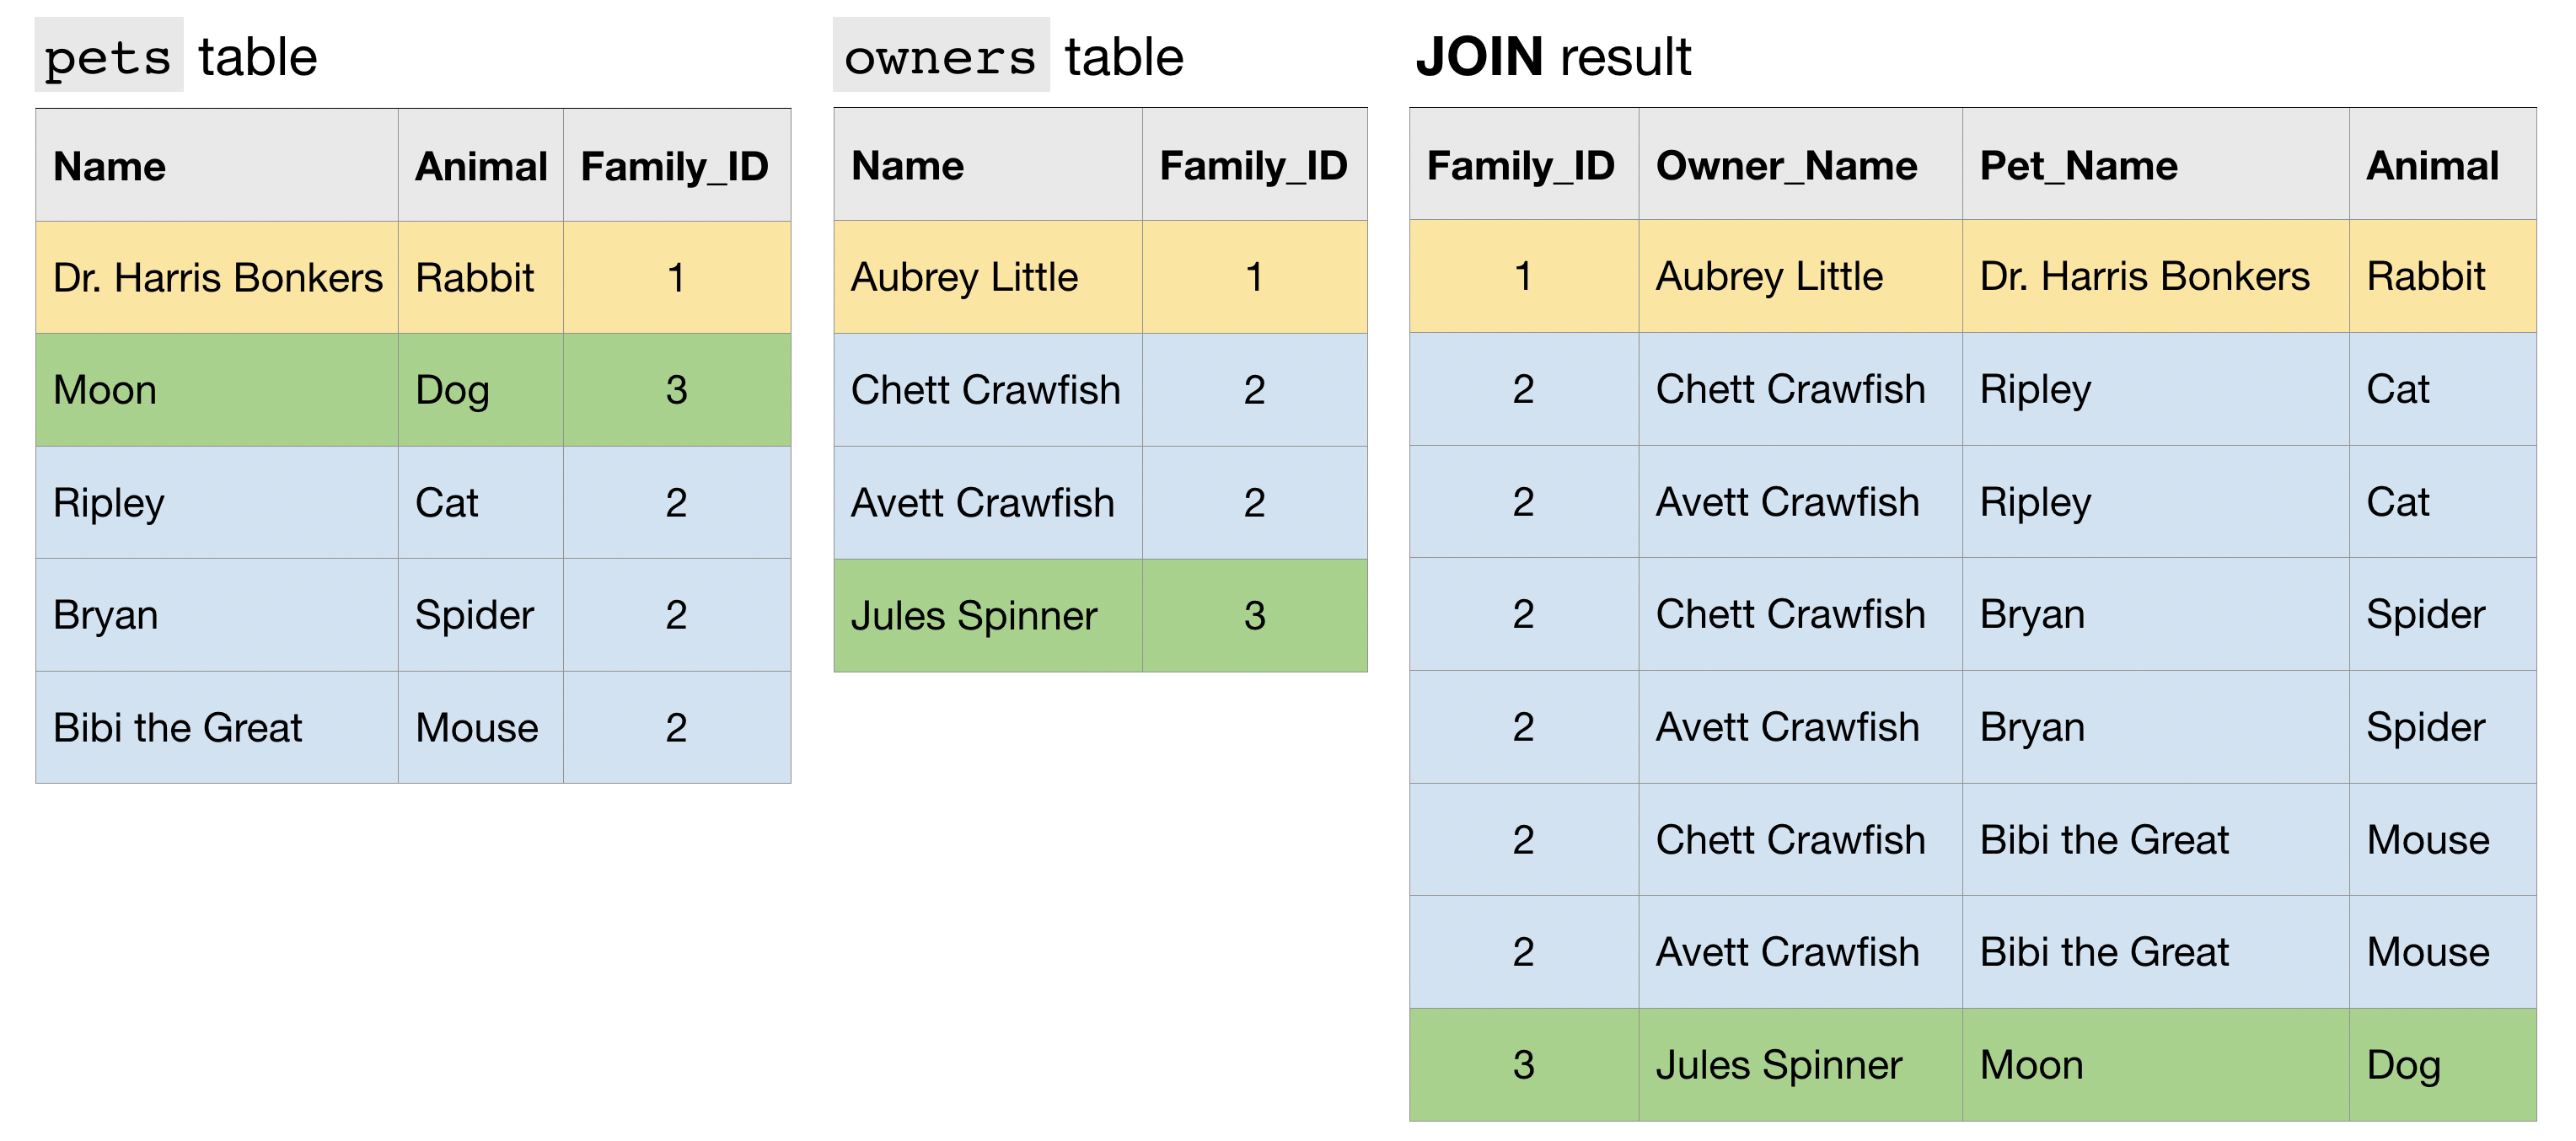 pets table
Name Animal Family_ID
Dr. Harris Bonkers Rabbit 1
Moon Dog 3
Ripley Cat 2
Bryan Spider 2
Bibi the Great Mouse 2
owners table
Name Family_ID
Aubrey Little 1
Chett Crawfish 2
Avett Crawfish 2
Jules Spinner 3
JOIN result
Family_ID Owner_Name Pet_Name Animal
1 Aubrey Little Dr. Harris Bonkers Rabbit
2 Chett Crawfish Ripley Cat
2 Avett Crawfish Ripley Cat
2 Chett Crawfish Bryan Spider
2 Avett Crawfish Bryan Spider
2 Chett Crawfish Bibi the Great Mouse
2 Avett Crawfish Bibi the Great Mouse
3 Jules Spinner Moon Dog